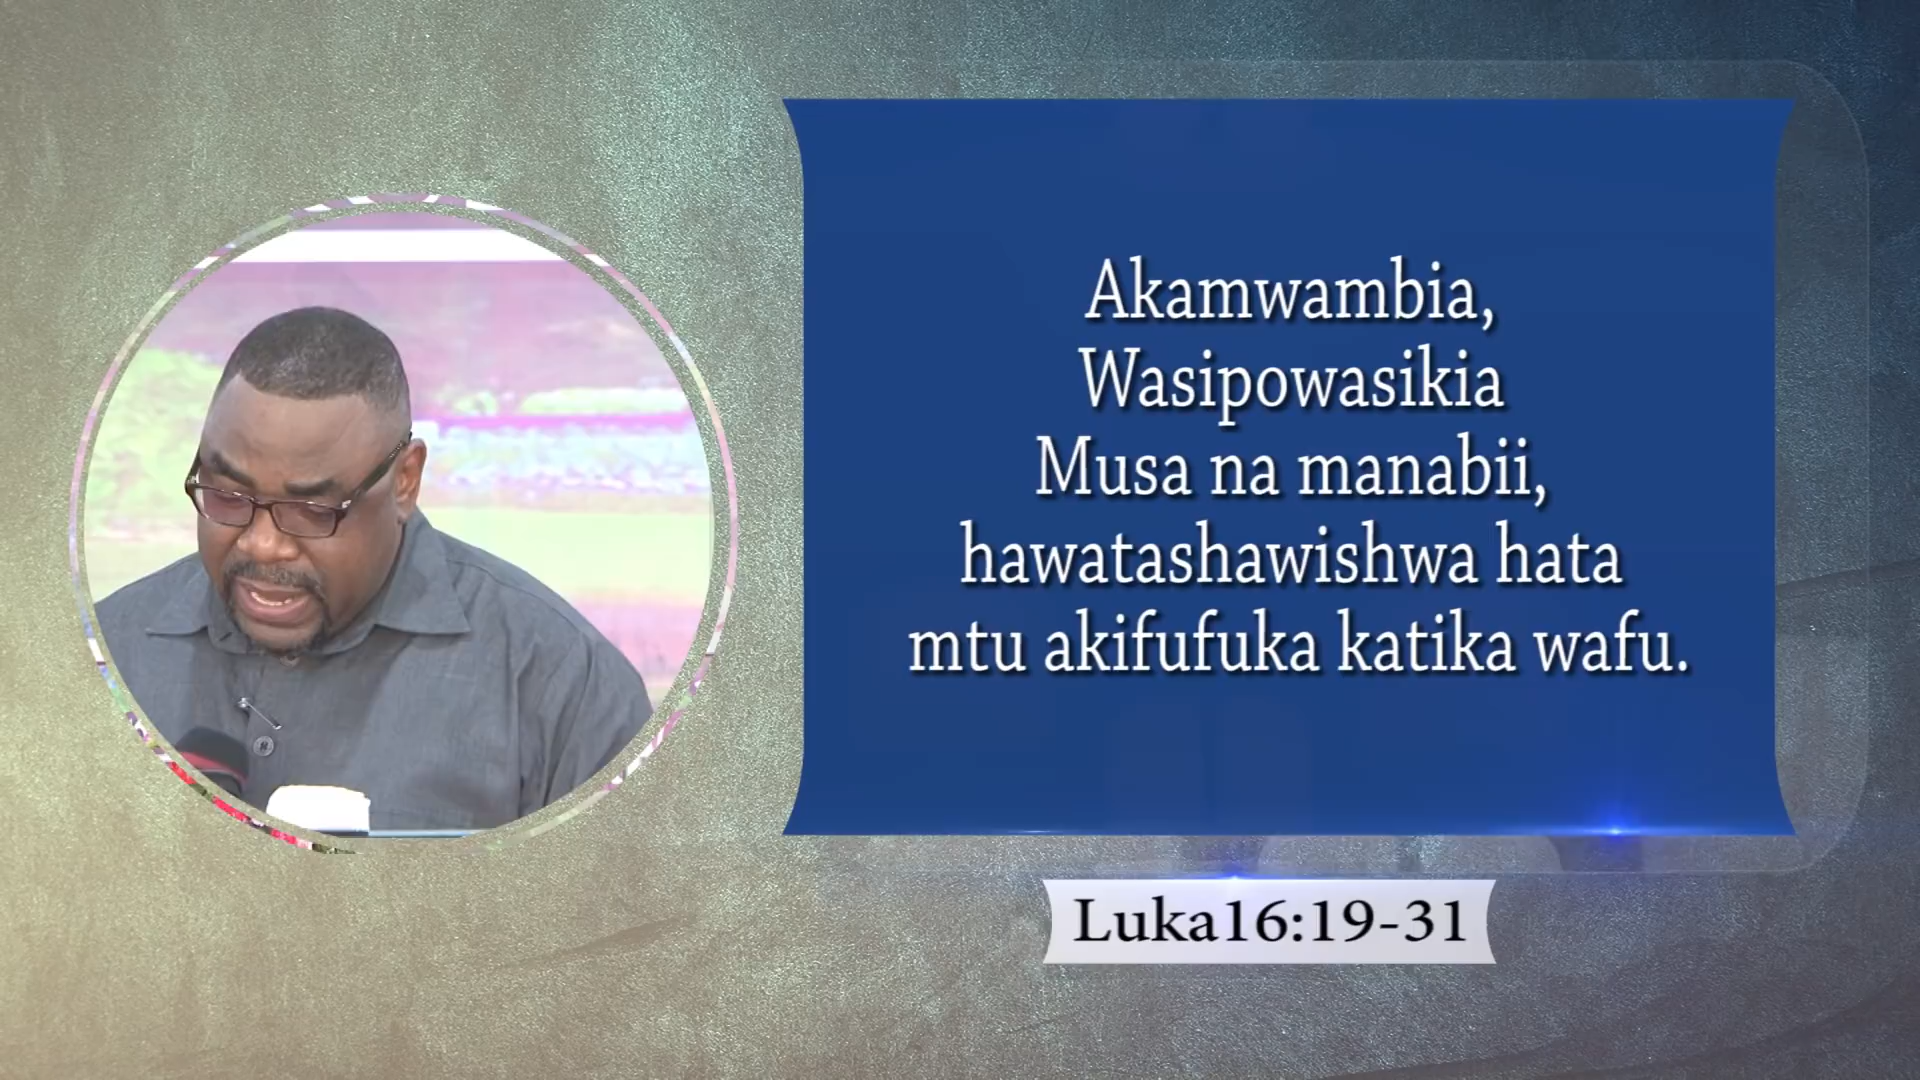 Akamwambia,
Wasipowasikia
Musa na manabii,
hawatashawishwa hata
mtu akifufuka katika wafu.
Luka16:19-31